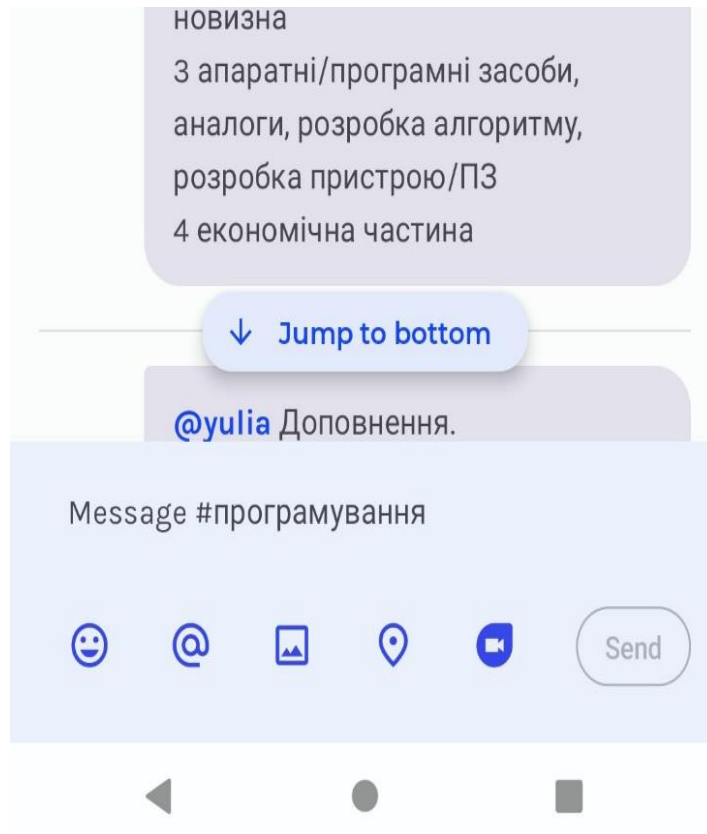 новизна
3 апаратні/програмні засоби,
аналоги, розробка алгоритму,
розробка пристрою/ПЗ
4 економічна частина
Jump to bottom
@yulia Доповнення.
Message #програмування
Send